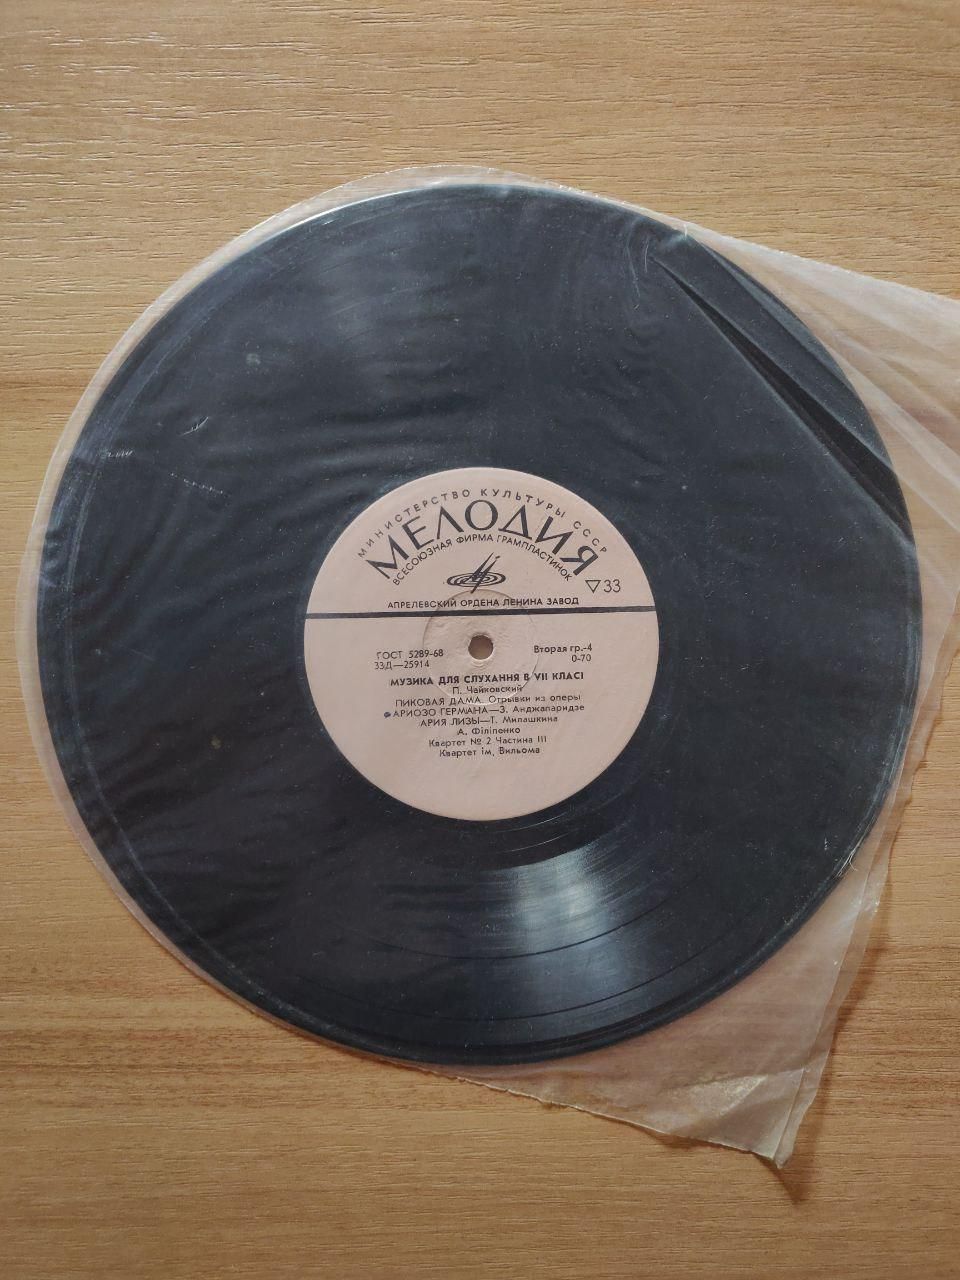 МИНИСТЕРСТВО КУЛЬТУРЫ СССР
МЕЛОДИЯ
ВСЕСОЮЗНАЯ ФИРМА ГРАМПЛАСТИНОК
▽33
АПРЕЛЕВСКИЙ ОРДЕНА ЛЕНИНА ЗАВОД
ГОСТ 5289-68 Вторая гр.-4
33Д—25914 0-70
МУЗИКА ДЛЯ СЛУХАННЯ В VII КЛАСІ
П. Чайковский
ПИКОВАЯ ДАМА. Отрывки из оперы
АРИОЗО ГЕРМАНА—З. Анджапаридзе
АРИЯ ЛИЗЫ—Т. Милашкина
А. Філіпенко
Квартет № 2 Частина III
Квартет ім. Вильома